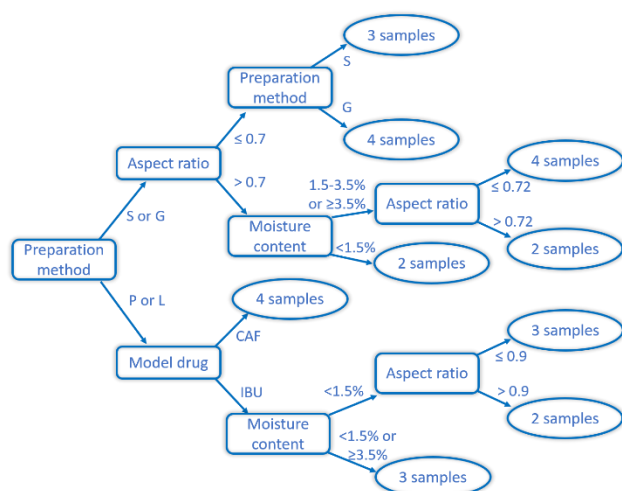 3 samples
S
Preparation
method
G
4 samples
≤ 0.7
Aspect ratio
> 0.7
4 samples
≤ 0.72
1.5-3.5%
or ≥3.5%
Aspect ratio
> 0.72
2 samples
S or G
Moisture
content
<1.5%
2 samples
Preparation
method
P or L
4 samples
CAF
Model drug
IBU
3 samples
≤ 0.9
Aspect ratio
> 0.9
2 samples
<1.5%
Moisture
content
<1.5% or
≥3.5%
3 samples